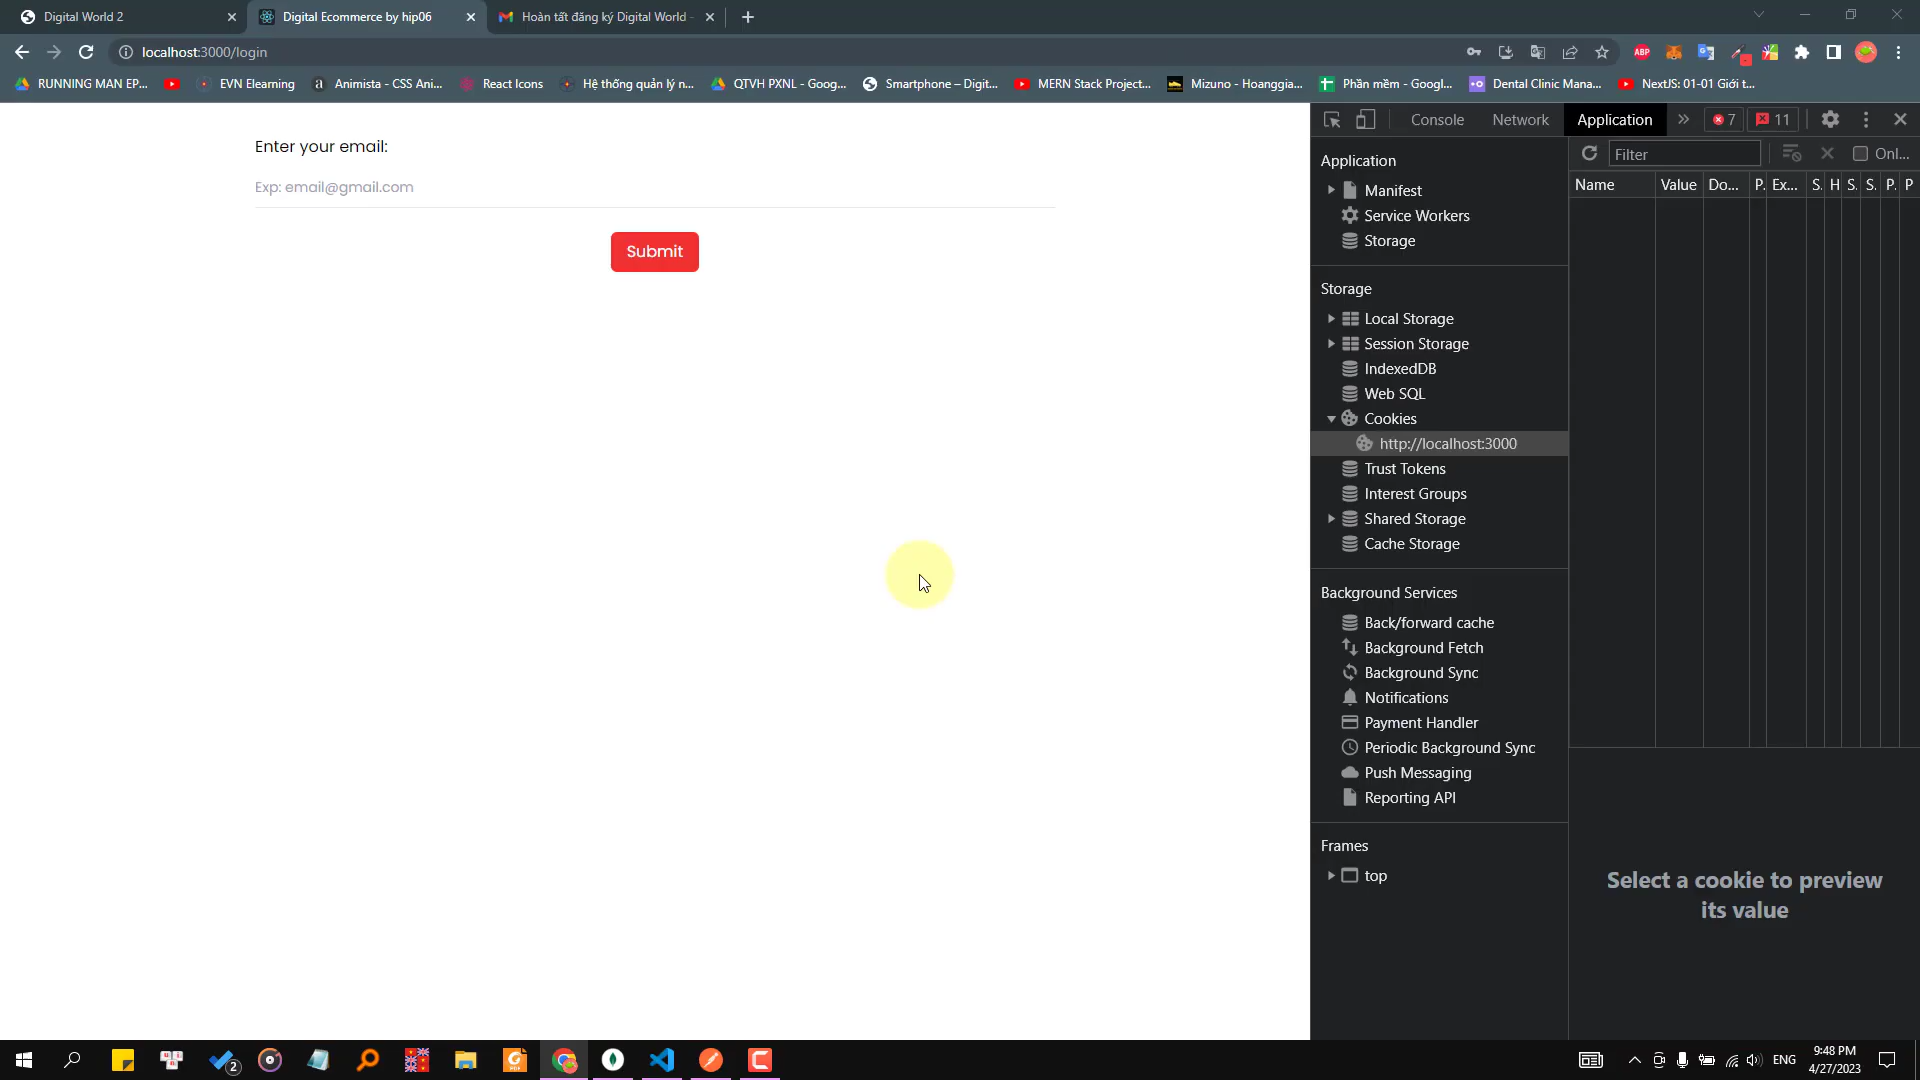 Digital World 2
Digital Ecommerce by hip06
Hoàn tất đăng ký Digital World -
localhost:3000/login
RUNNING MAN EP...
EVN Elearning
Animista - CSS Ani...
React Icons
Hệ thống quản lý n...
QTVH PXNL - Goog...
Smartphone – Digit...
MERN Stack Project...
Mizuno - Hoanggia...
Phần mềm - Googl...
Dental Clinic Mana...
NextJS: 01-01 Giới t...
Enter your email:
Exp: email@gmail.com
Submit
Console
Network
Application
7
11
Filter
Onl...
Name
Value
Do...
P.
Ex...
S.
H
S.
S.
P.
P
Application
Manifest
Service Workers
Storage
Storage
Local Storage
Session Storage
IndexedDB
Web SQL
Cookies
http://localhost:3000
Trust Tokens
Interest Groups
Shared Storage
Cache Storage
Background Services
Back/forward cache
Background Fetch
Background Sync
Notifications
Payment Handler
Periodic Background Sync
Push Messaging
Reporting API
Frames
top
Select a cookie to preview
its value
ABP
2
ENG
9:48 PM
4/27/2023